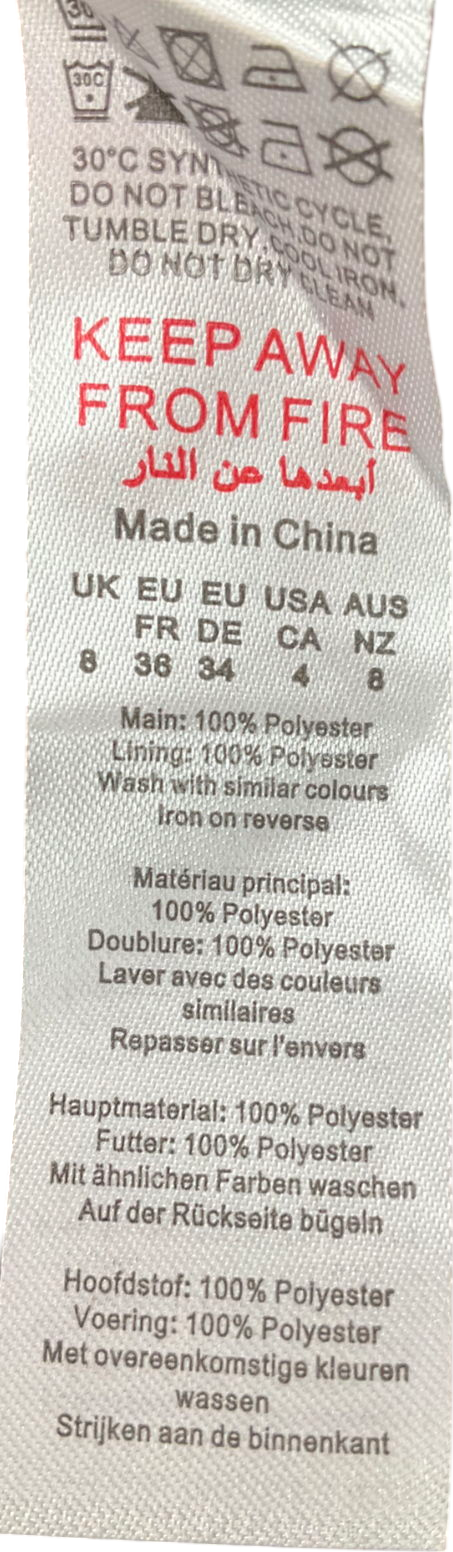 30
30C
30°C SYNTHETIC CYCLE,
DO NOT BLEACH, DO NOT
TUMBLE DRY, COOL IRON,
DO NOT DRY CLEAN
KEEP AWAY
FROM FIRE
أبعدها عن النار
Made in China
UK EU EU USA AUS
FR DE CA NZ
8 36 34 4 8
Main: 100% Polyester
Lining: 100% Polyester
Wash with similar colours
Iron on reverse
Matériau principal:
100% Polyester
Doublure: 100% Polyester
Laver avec des couleurs
similaires
Repasser sur l'envers
Hauptmaterial: 100% Polyester
Futter: 100% Polyester
Mit ähnlichen Farben waschen
Auf der Rückseite bügeln
Hoofdstof: 100% Polyester
Voering: 100% Polyester
Met overeenkomstige kleuren
wassen
Strijken aan de binnenkant